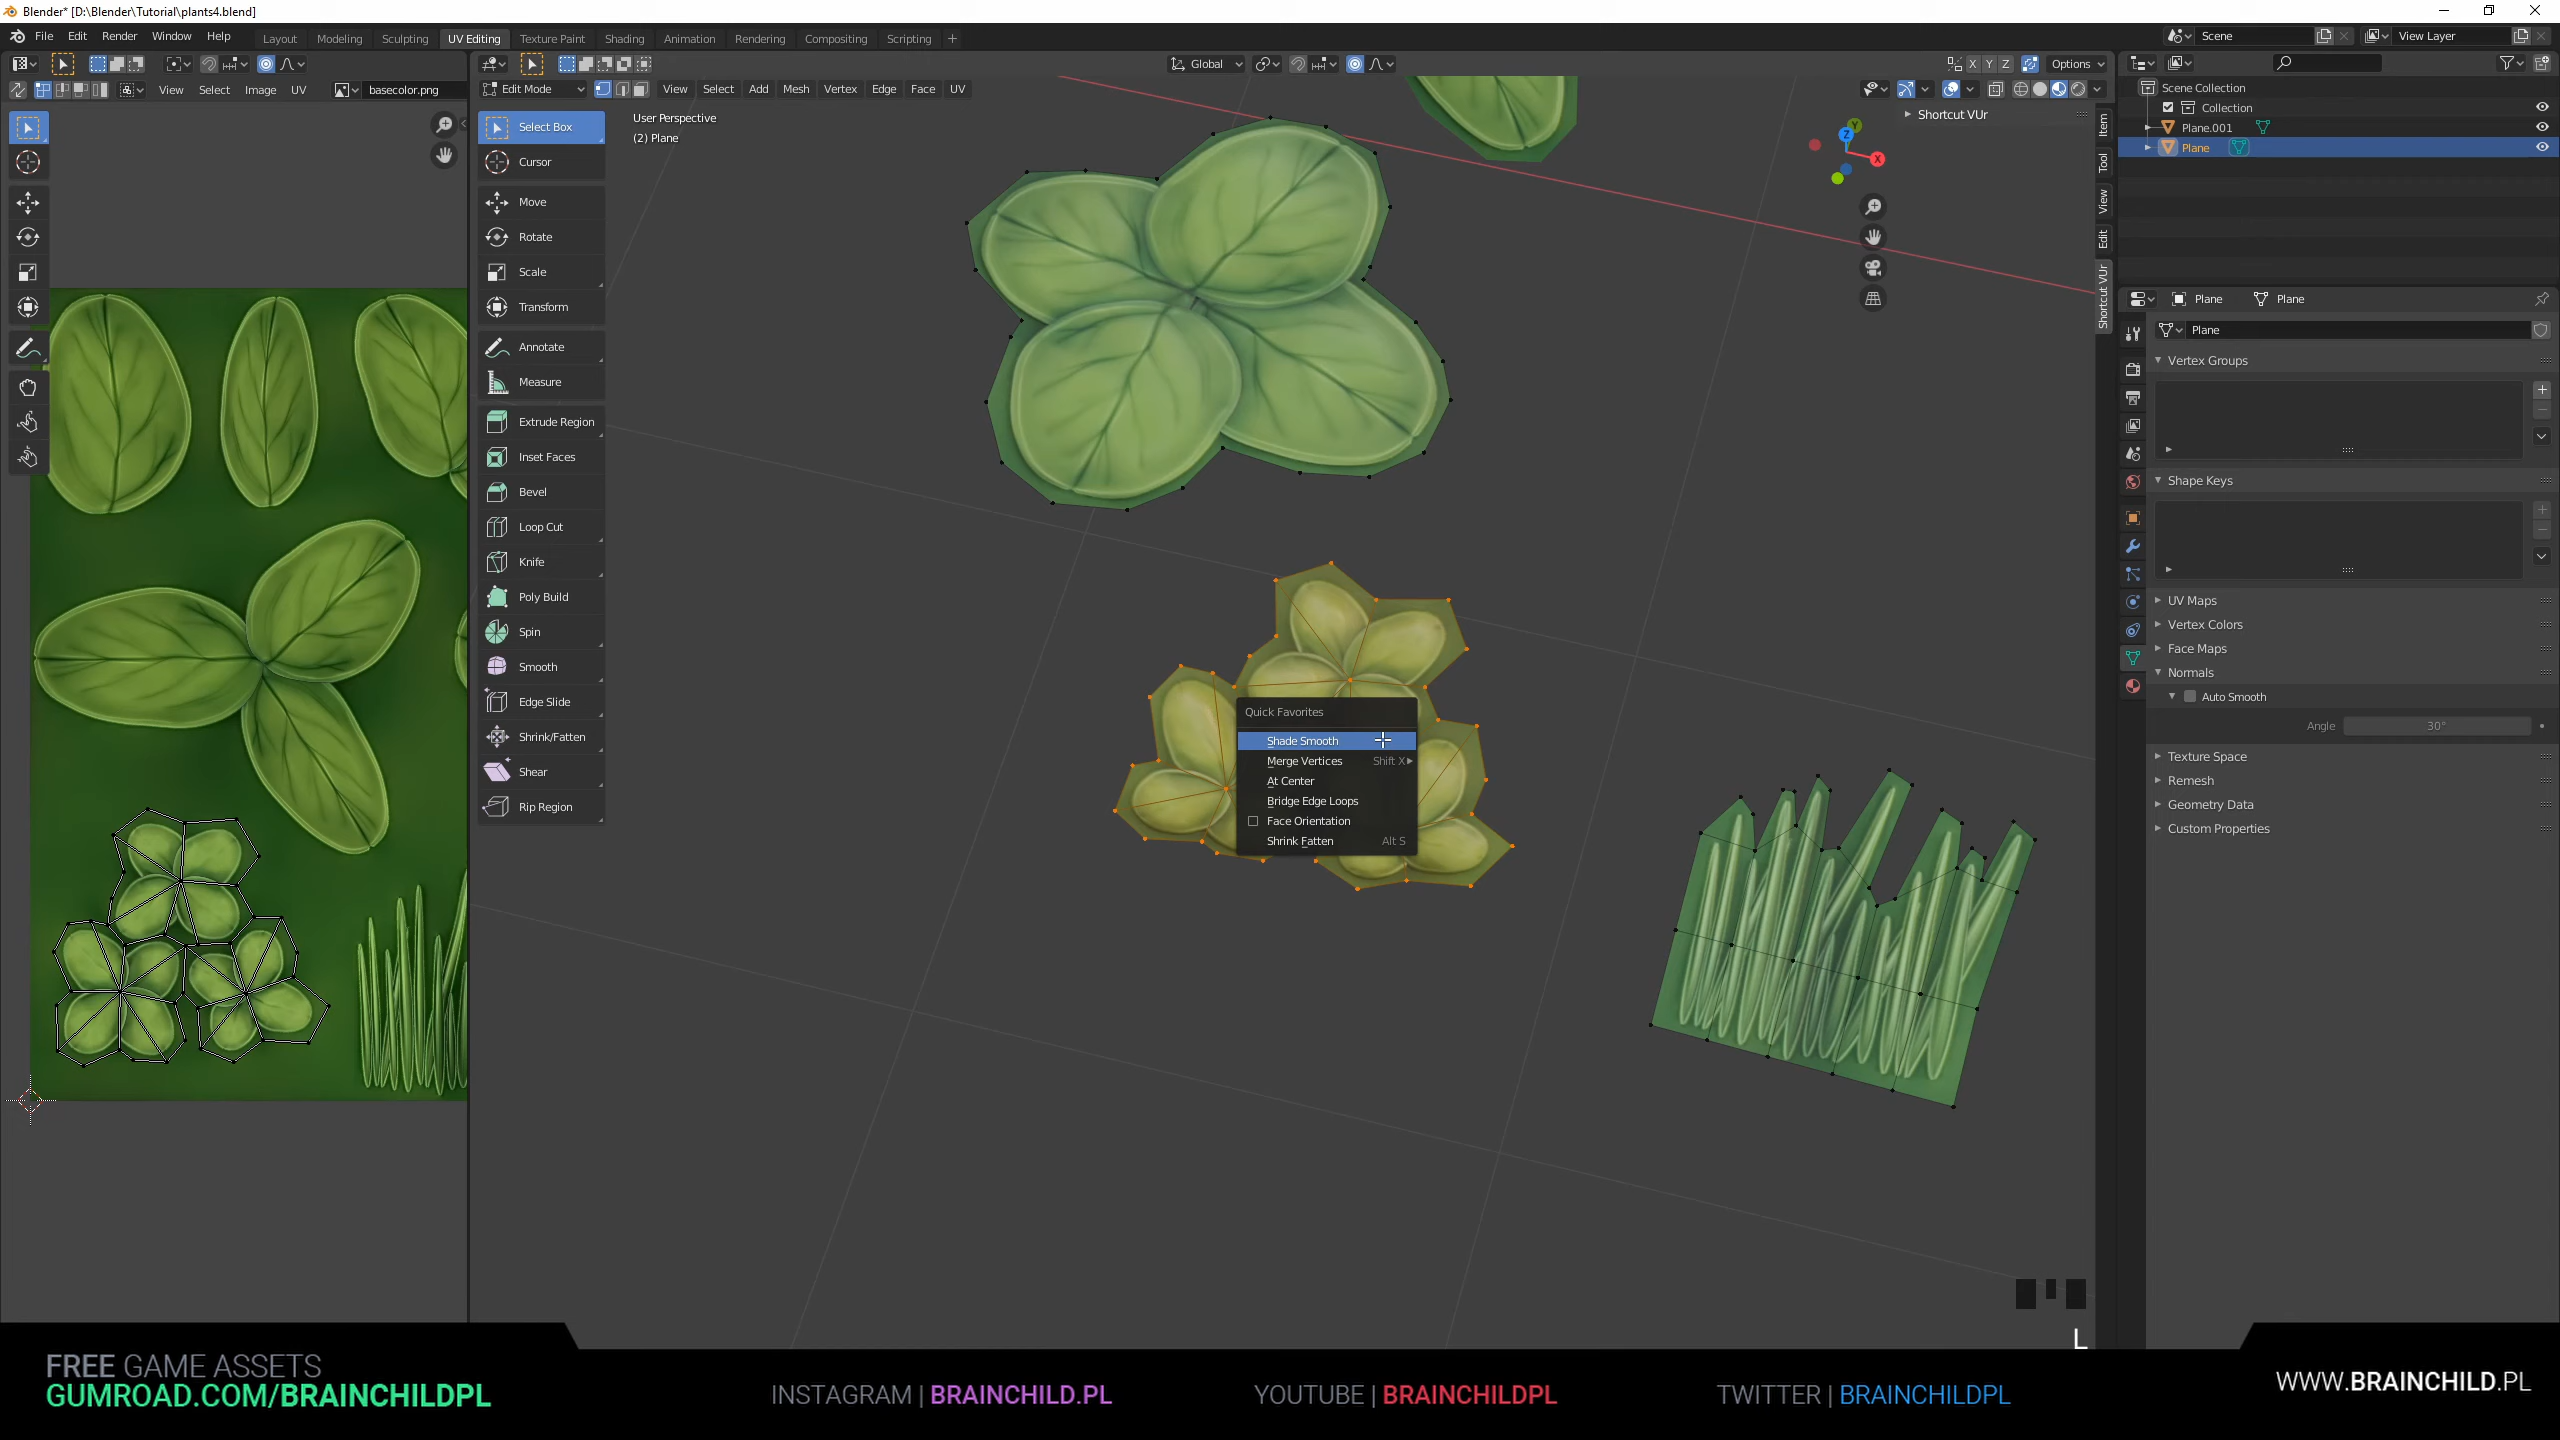 Blender* [D:\Blender\Tutorial\plants4.blend]
File Edit Render Window Help
Layout Modeling Sculpting UV Editing Texture Paint Shading Animation Rendering Compositing Scripting +
Scene
View Layer
Global
X Y Z
Options
View Select Image UV
basecolor.png
Edit Mode
View Select Add Mesh Vertex Edge Face UV
Select Box
Cursor
Move
Rotate
Scale
Transform
Annotate
Measure
Extrude Region
Inset Faces
Bevel
Loop Cut
Knife
Poly Build
Spin
Smooth
Edge Slide
Shrink/Fatten
Shear
Rip Region
User Perspective
(2) Plane
Shortcut VUr
Y
Z
X
Item
Tool
View
Edit
Shortcut VUr
Quick Favorites
Shade Smooth
Merge Vertices Shift X
At Center
Bridge Edge Loops
Face Orientation
Shrink Fatten Alt S
Scene Collection
Collection
Plane.001
Plane
Plane Plane
Plane
Vertex Groups
Shape Keys
UV Maps
Vertex Colors
Face Maps
Normals
Auto Smooth
Angle 30°
Texture Space
Remesh
Geometry Data
Custom Properties
L
FREE GAME ASSETS
GUMROAD.COM/BRAINCHILDPL
INSTAGRAM | BRAINCHILD.PL
YOUTUBE | BRAINCHILDPL
TWITTER | BRAINCHILDPL
WWW.BRAINCHILD.PL